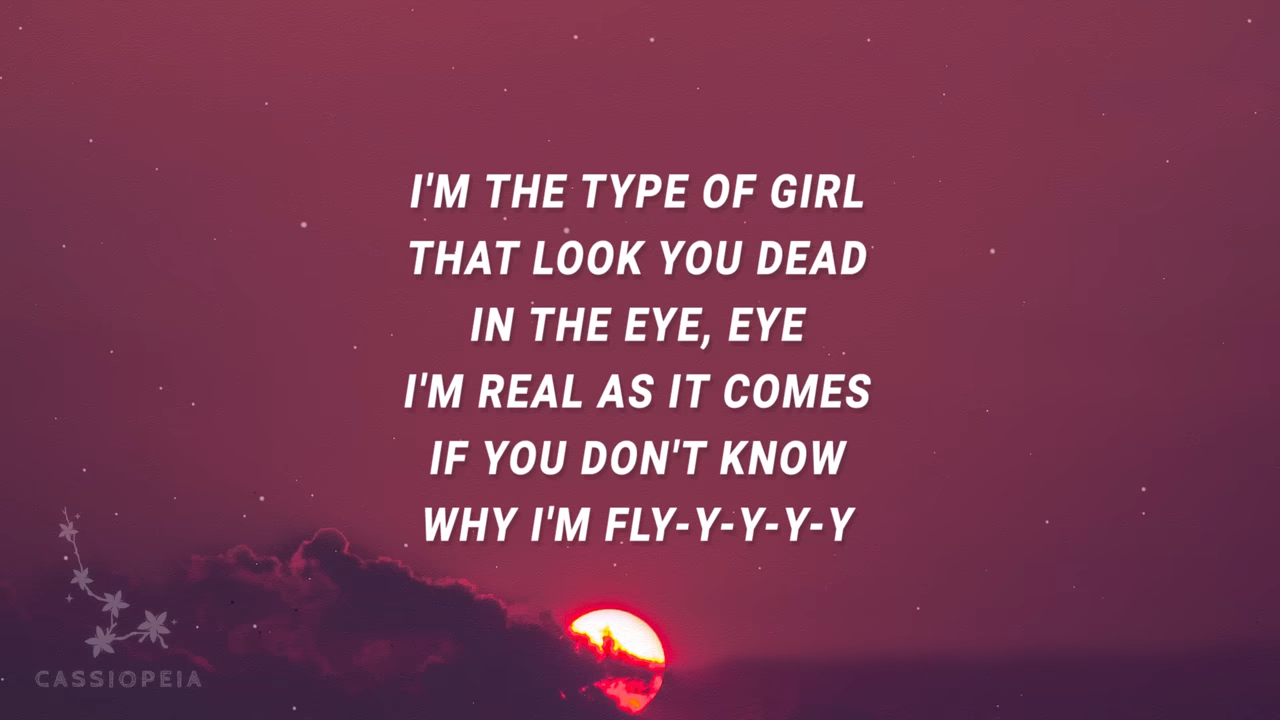 I'M THE TYPE OF GIRL
THAT LOOK YOU DEAD
IN THE EYE, EYE
I'M REAL AS IT COMES
IF YOU DON'T KNOW
WHY I'M FLY-Y-Y-Y-Y
CASSIOPEIA